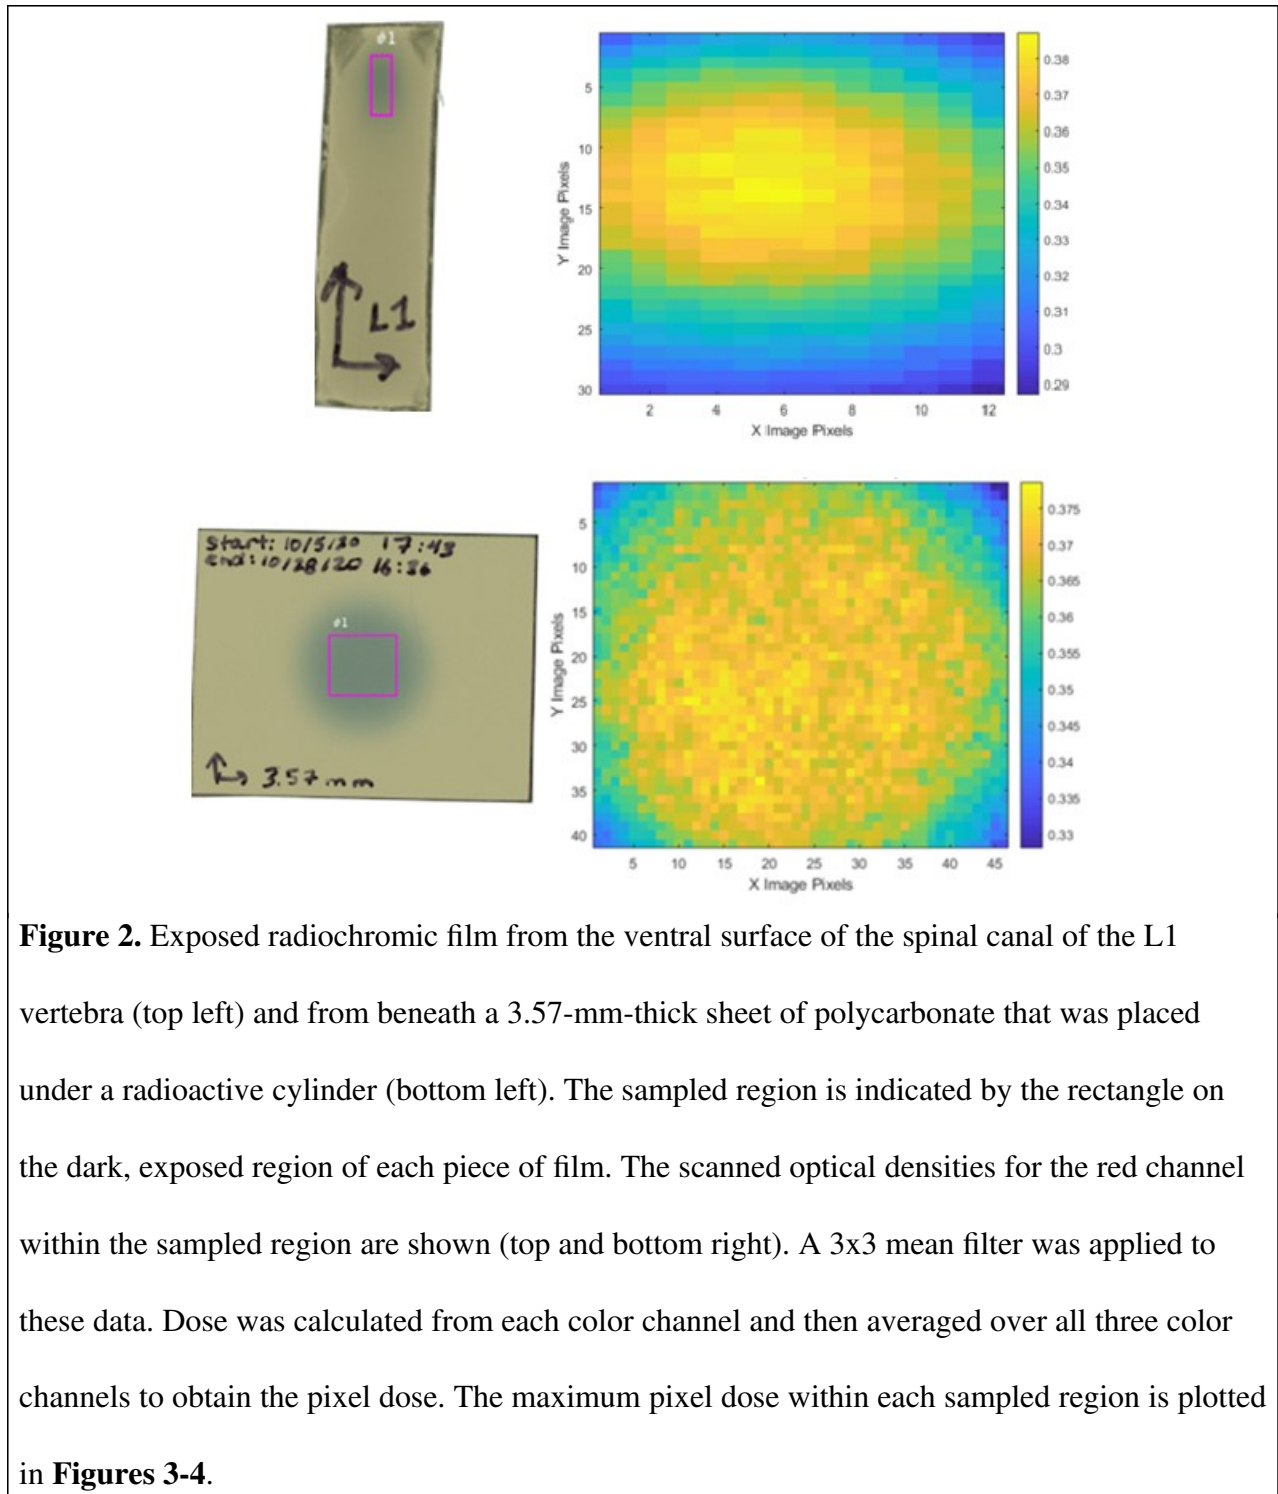 #1
L1
0.38
0.37
0.36
0.35
0.34
0.33
0.32
0.31
0.3
0.29
5
10
15
20
25
30
Y Image Pixels
2 4 6 8 10 12
X Image Pixels
Start: 10/5/20 17:43
End: 10/28/20 16:36
#1
3.57 mm
5
10
15
20
25
30
35
40
Y Image Pixels
5 10 15 20 25 30 35 40 45
X Image Pixels
0.375
0.37
0.365
0.36
0.355
0.35
0.345
0.34
0.335
0.33
Figure 2. Exposed radiochromic film from the ventral surface of the spinal canal of the L1
vertebra (top left) and from beneath a 3.57-mm-thick sheet of polycarbonate that was placed
under a radioactive cylinder (bottom left). The sampled region is indicated by the rectangle on
the dark, exposed region of each piece of film. The scanned optical densities for the red channel
within the sampled region are shown (top and bottom right). A 3x3 mean filter was applied to
these data. Dose was calculated from each color channel and then averaged over all three color
channels to obtain the pixel dose. The maximum pixel dose within each sampled region is plotted
in Figures 3-4.